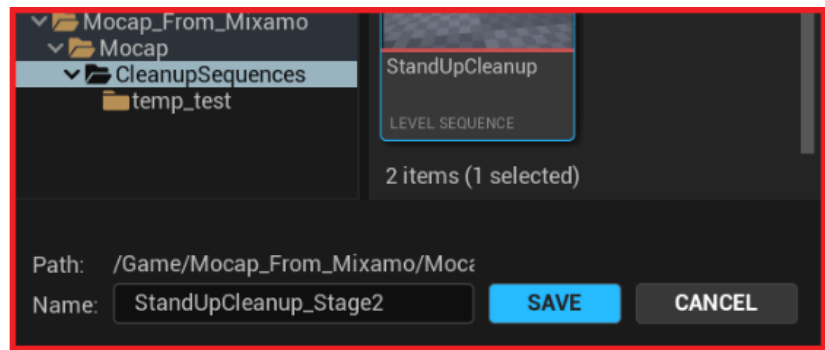 Mocap_From_Mixamo
Mocap
CleanupSequences
temp_test
StandUpCleanup
LEVEL SEQUENCE
2 items (1 selected)
Path: /Game/Mocap_From_Mixamo/Moca
Name: StandUpCleanup_Stage2 SAVE CANCEL